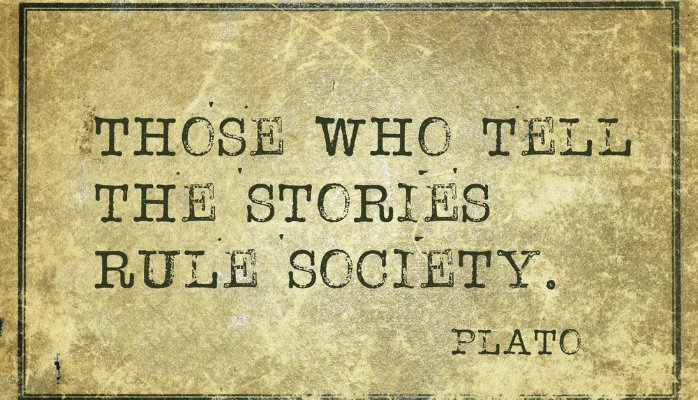 THOSE WHO TELL
THE STORIES
RULE SOCIETY.
PLATO